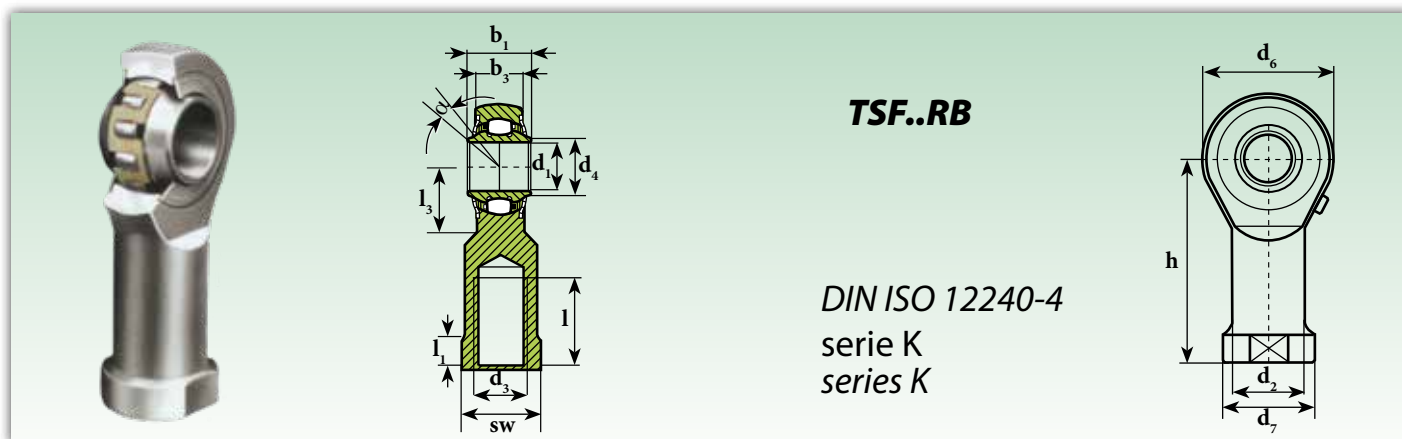 b₁
b₃
α
d₁
d₄
l₃
l
l₁
d₃
sw
TSF..RB
DIN ISO 12240-4
serie K
series K
d₆
h
d₂
d₇